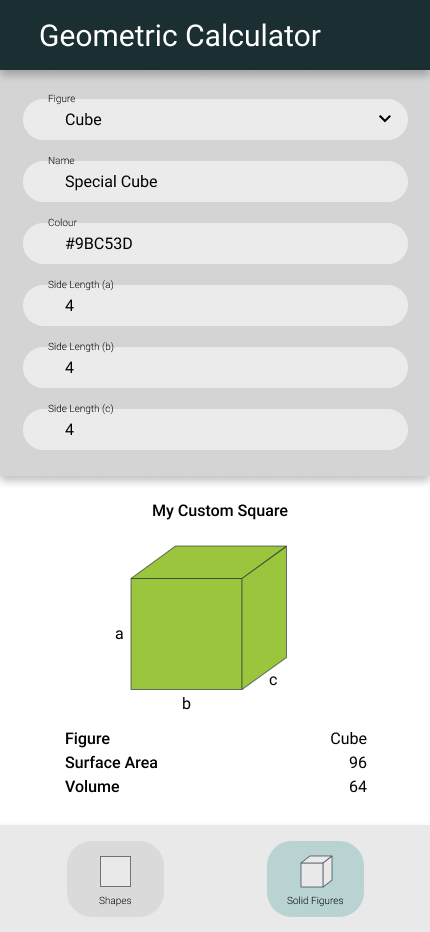 Geometric Calculator
Figure
Cube
Name
Special Cube
Colour
#9BC53D
Side Length (a)
4
Side Length (b)
4
Side Length (c)
4
My Custom Square
a
c
b
Figure Cube
Surface Area 96
Volume 64
Shapes Solid Figures